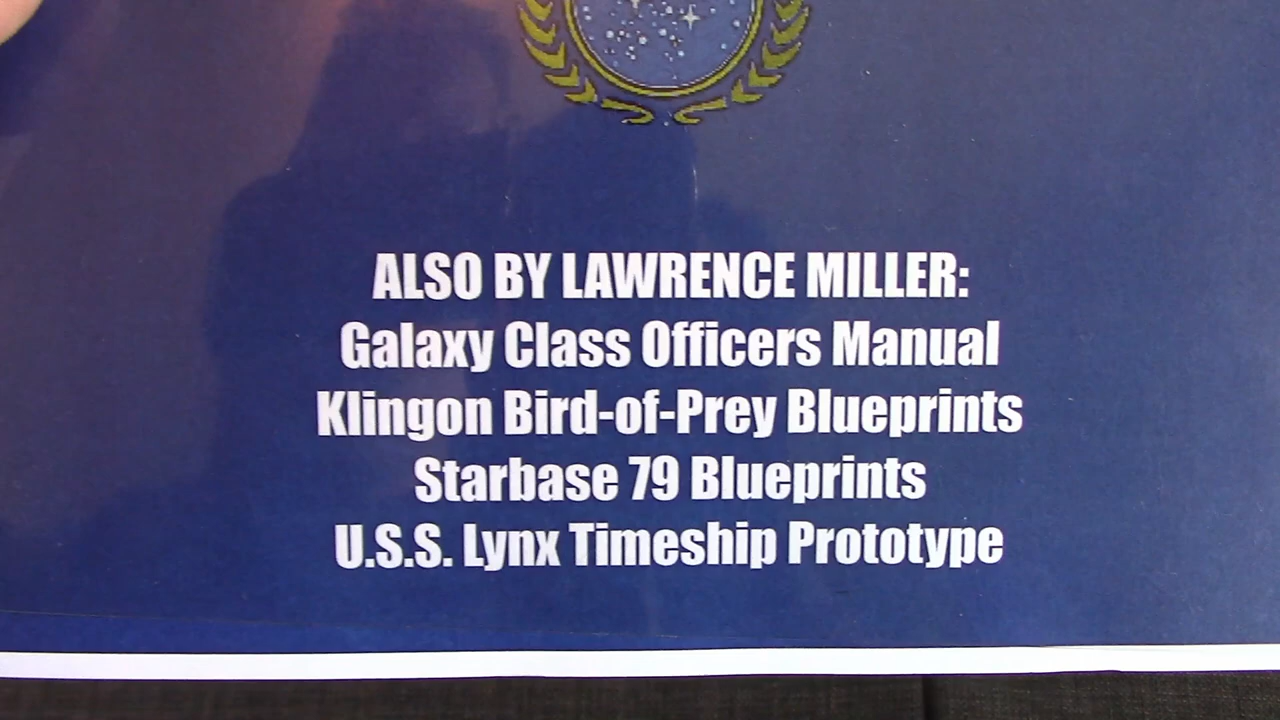 ALSO BY LAWRENCE MILLER:
Galaxy Class Officers Manual
Klingon Bird-of-Prey Blueprints
Starbase 79 Blueprints
U.S.S. Lynx Timeship Prototype